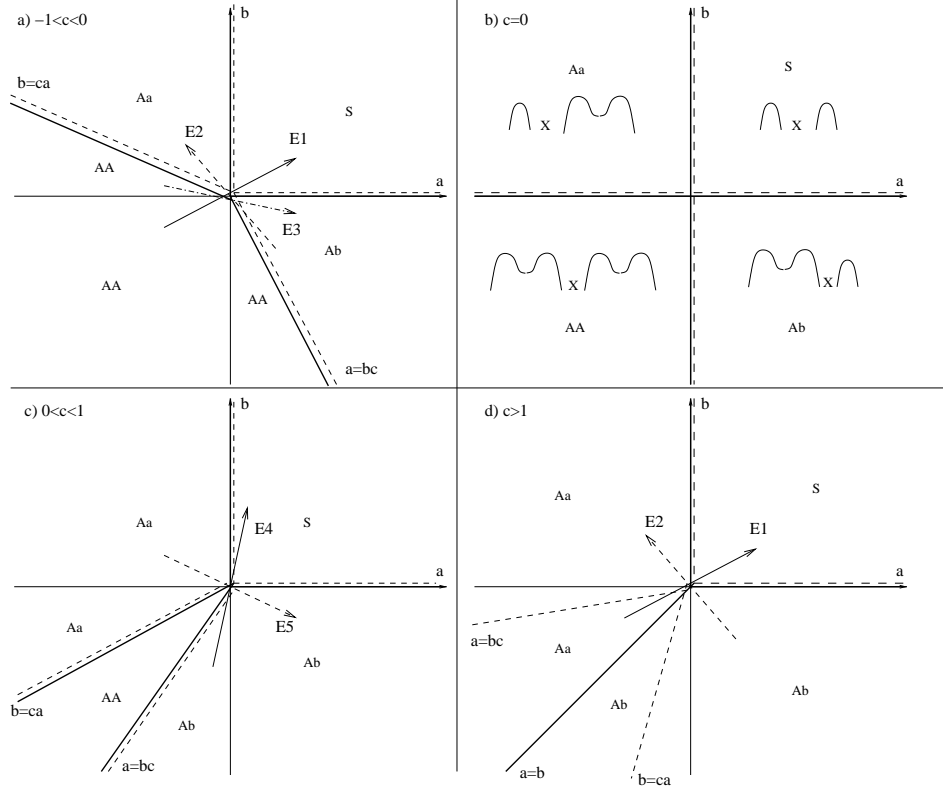 a) −1<c<0
b
b=ca
Aa
S
E2
E1
AA
a
E3
Ab
AA
AA
a=bc
b) c=0
b
Aa
S
X
X
a
X
X
AA
Ab
c) 0<c<1
b
Aa
E4
S
a
E5
Aa
Ab
AA
b=ca
Ab
a=bc
d) c>1
b
S
Aa
E2
E1
a
a=bc
Aa
Ab
Ab
a=b
b=ca